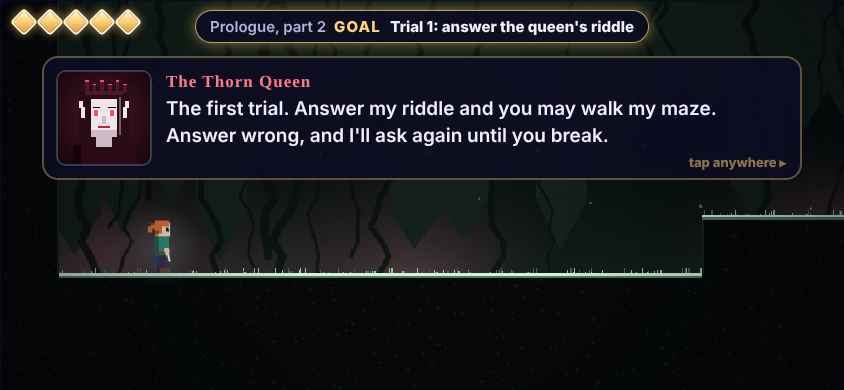 Prologue, part 2 GOAL Trial 1: answer the queen's riddle
The Thorn Queen
The first trial. Answer my riddle and you may walk my maze.
Answer wrong, and I'll ask again until you break.
tap anywhere ▸